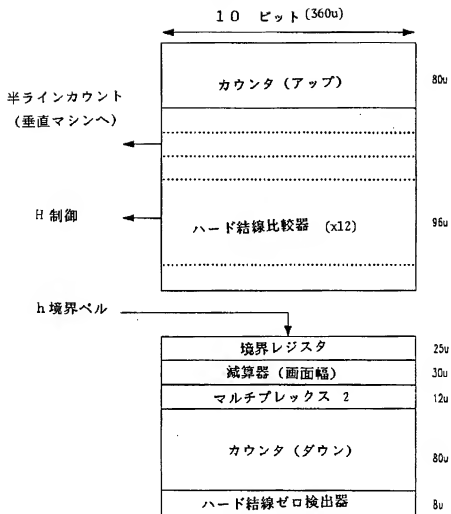 10 ビット(360u)
カウンタ(アップ) 80u
半ラインカウント
(垂直マシンへ)
H制御
ハード結線比較器 (x12) 96u
h境界ベル
境界レジスタ 25u
減算器(画面幅) 30u
マルチプレックス 2 12u
カウンタ(ダウン) 80u
ハード結線ゼロ検出器 8u